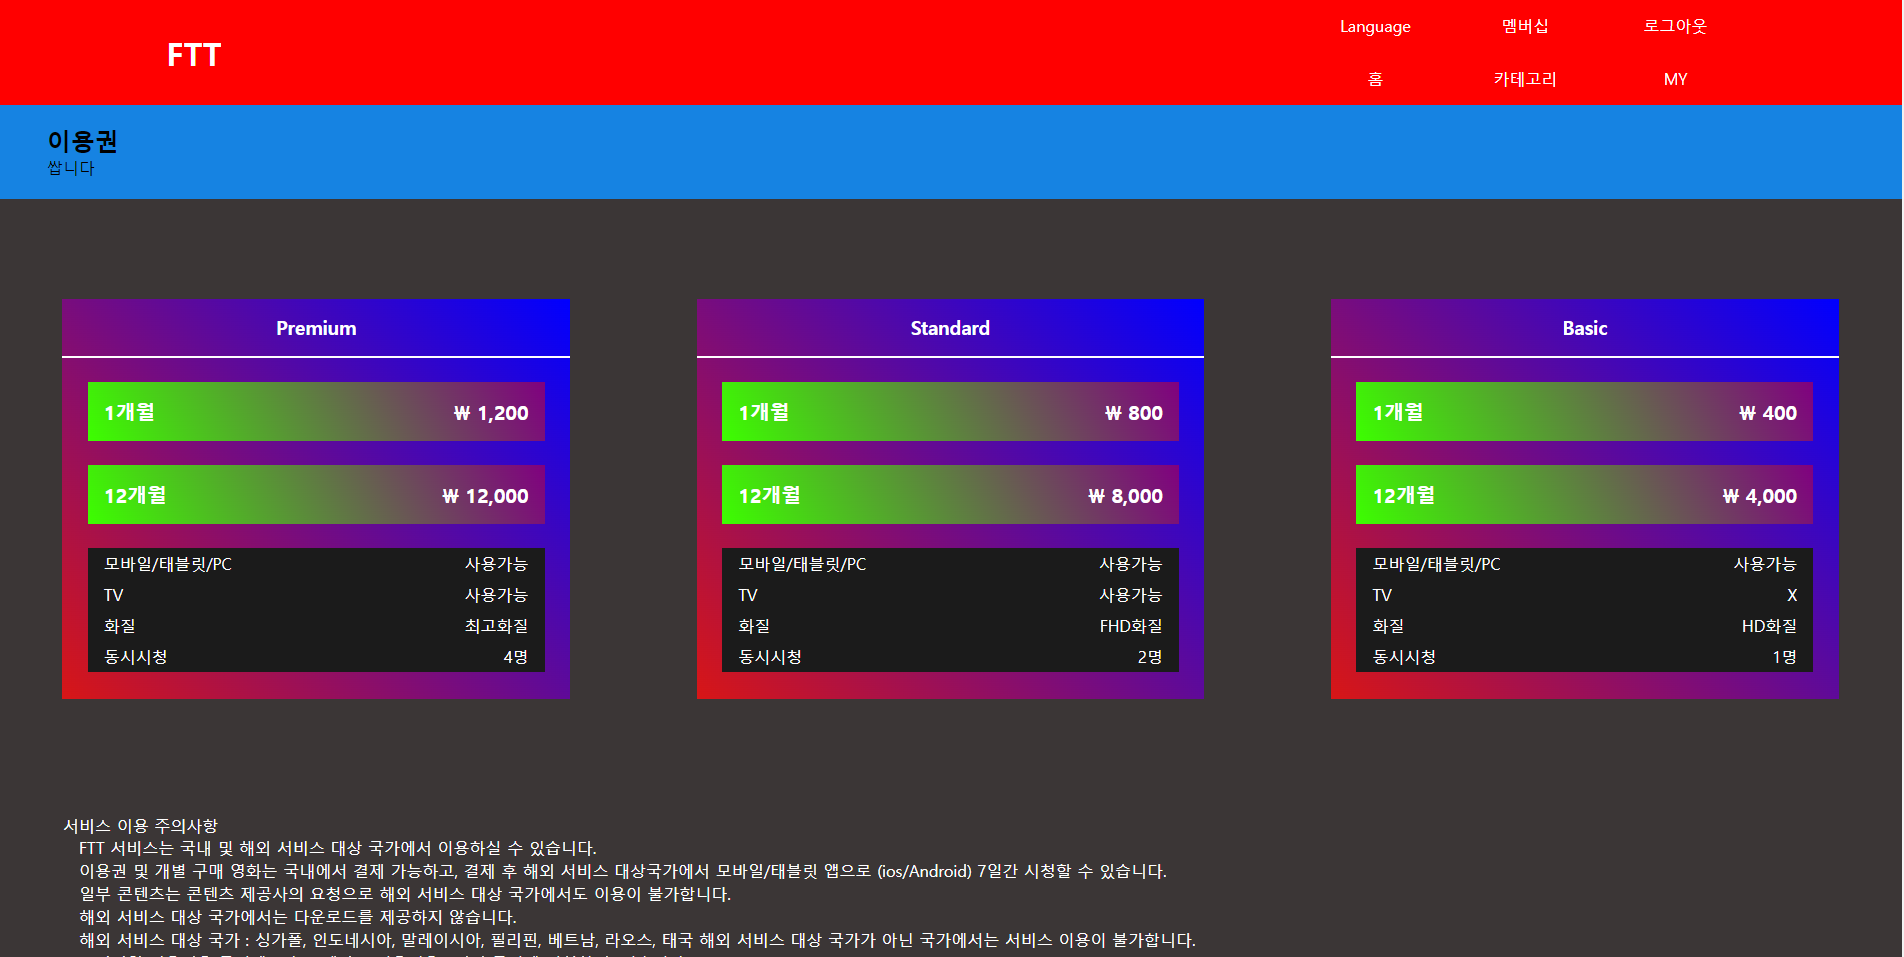 FTT
Language 멤버십 로그아웃
홈 카테고리 MY
이용권
쌉니다
Premium
1개월 ₩ 1,200
12개월 ₩ 12,000
모바일/태블릿/PC 사용가능
TV 사용가능
화질 최고화질
동시시청 4명
Standard
1개월 ₩ 800
12개월 ₩ 8,000
모바일/태블릿/PC 사용가능
TV 사용가능
화질 FHD화질
동시시청 2명
Basic
1개월 ₩ 400
12개월 ₩ 4,000
모바일/태블릿/PC 사용가능
TV X
화질 HD화질
동시시청 1명
서비스 이용 주의사항
FTT 서비스는 국내 및 해외 서비스 대상 국가에서 이용하실 수 있습니다.
이용권 및 개별 구매 영화는 국내에서 결제 가능하고, 결제 후 해외 서비스 대상국가에서 모바일/태블릿 앱으로 (ios/Android) 7일간 시청할 수 있습니다.
일부 콘텐츠는 콘텐츠 제공사의 요청으로 해외 서비스 대상 국가에서도 이용이 불가합니다.
해외 서비스 대상 국가에서는 다운로드를 제공하지 않습니다.
해외 서비스 대상 국가 : 싱가폴, 인도네시아, 말레이시아, 필리핀, 베트남, 라오스, 태국 해외 서비스 대상 국가가 아닌 국가에서는 서비스 이용이 불가합니다.